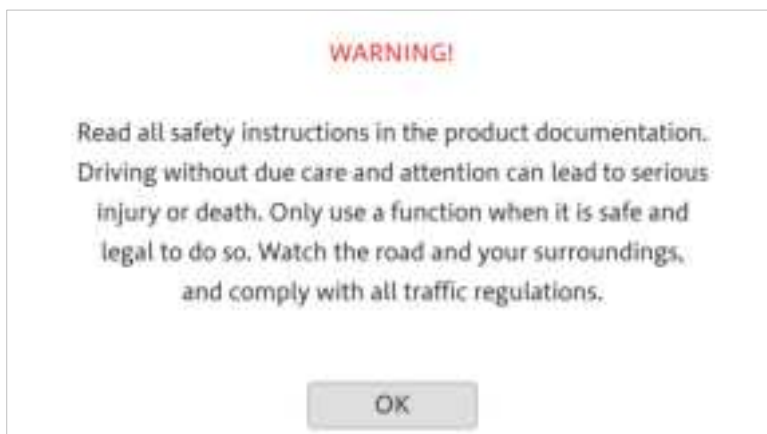 WARNING!
Read all safety instructions in the product documentation.
Driving without due care and attention can lead to serious
injury or death. Only use a function when it is safe and
legal to do so. Watch the road and your surroundings,
and comply with all traffic regulations.
OK